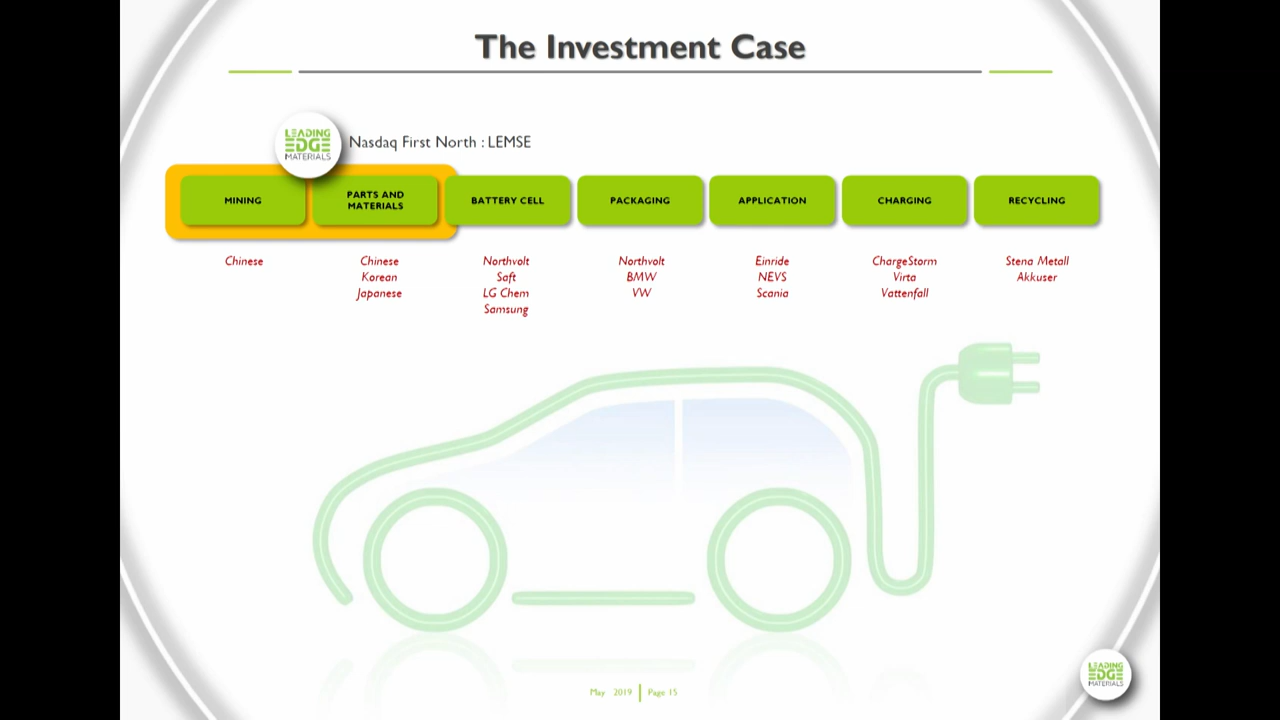 The Investment Case
LEADING
EDGE
MATERIALS
Nasdaq First North : LEMSE
MINING
PARTS AND
MATERIALS
BATTERY CELL
PACKAGING
APPLICATION
CHARGING
RECYCLING
Chinese
Chinese
Korean
Japanese
Northvolt
Saft
LG Chem
Samsung
Northvolt
BMW
VW
Einride
NEVS
Scania
ChargeStorm
Virta
Vattenfall
Stena Metall
Akkuser
May 2019 | Page 15
LEADING
EDGE
MATERIALS